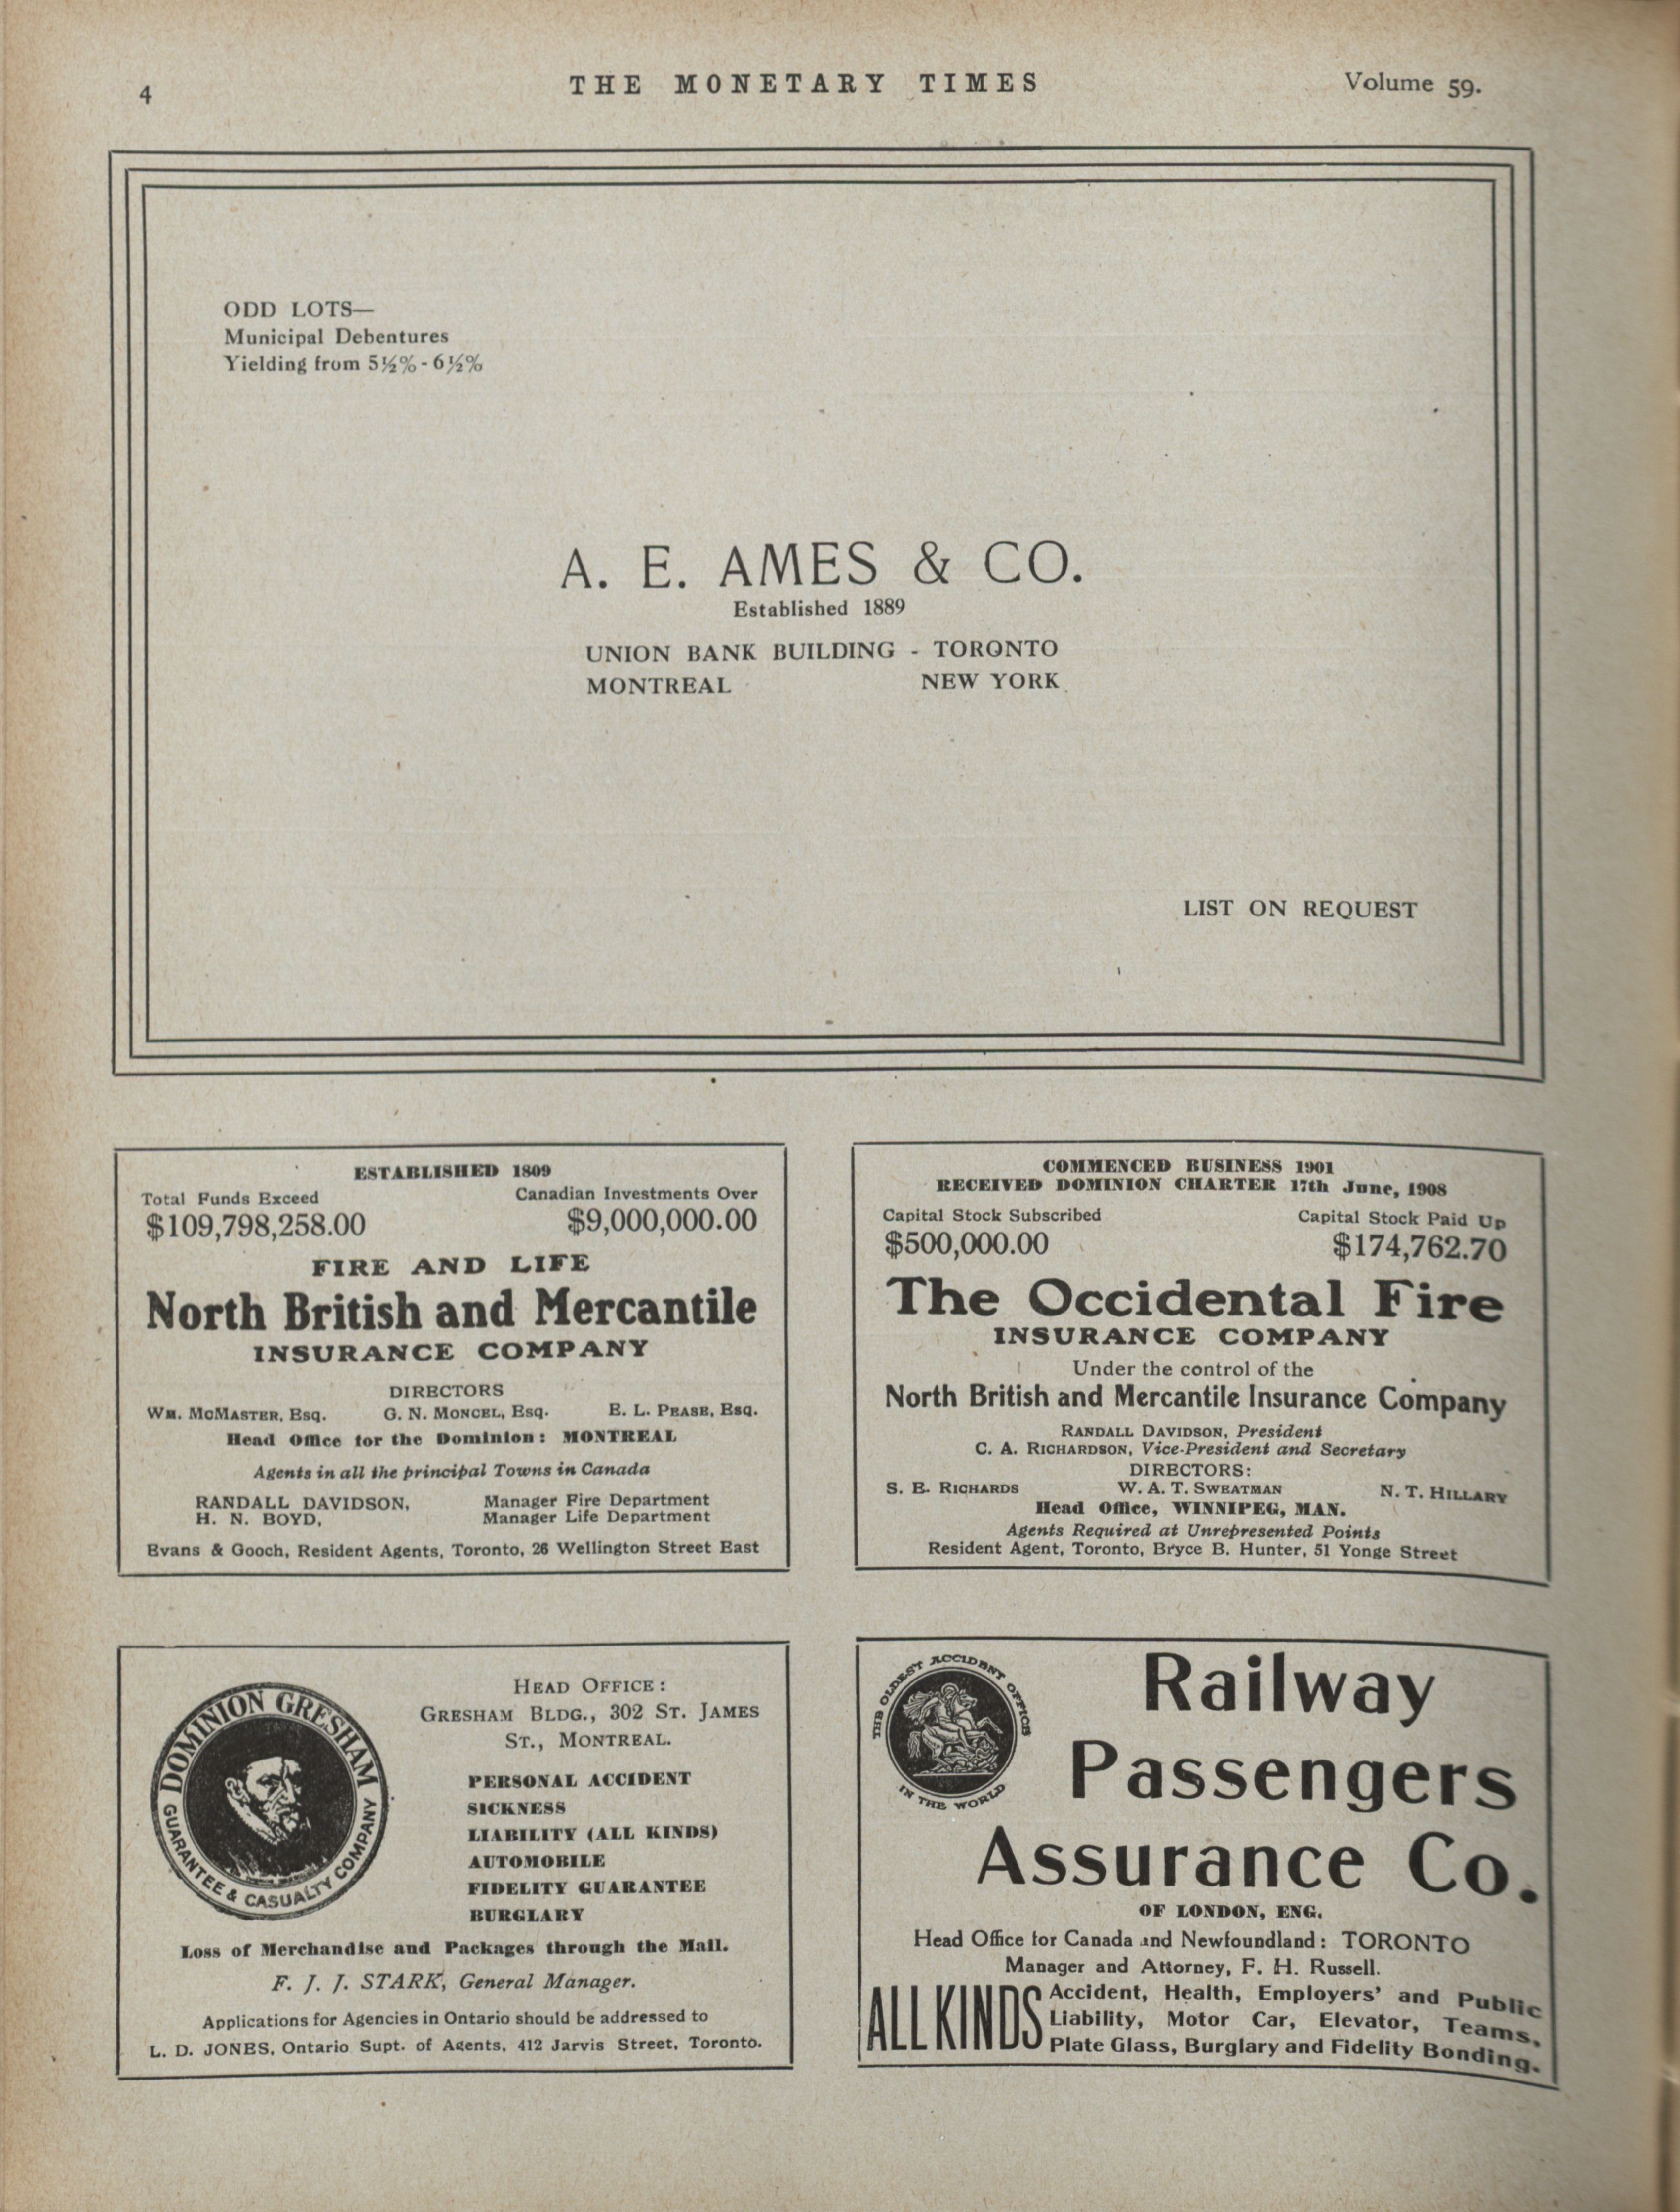 4
THE MONETARY TIMES
Volume 59.
ODD LOTS—
Municipal Debentures
Yielding from 5½% - 6½%
A. E. AMES & CO.
Established 1889
UNION BANK BUILDING - TORONTO
MONTREAL NEW YORK
LIST ON REQUEST
ESTABLISHED 1809
Total Funds Exceed Canadian Investments Over
$109,798,258.00 $9,000,000.00
FIRE AND LIFE
North British and Mercantile
INSURANCE COMPANY
DIRECTORS
WM. MCMASTER, Esq. G. N. MONCEL, Esq. E. L. PEASE, Esq.
Head Office for the Dominion: MONTREAL
Agents in all the principal Towns in Canada
RANDALL DAVIDSON, Manager Fire Department
H. N. BOYD, Manager Life Department
Evans & Gooch, Resident Agents, Toronto, 26 Wellington Street East
COMMENCED BUSINESS 1901
RECEIVED DOMINION CHARTER 17th June, 1908
Capital Stock Subscribed Capital Stock Paid Up
$500,000.00 $174,762.70
The Occidental Fire
INSURANCE COMPANY
Under the control of the
North British and Mercantile Insurance Company
RANDALL DAVIDSON, President
C. A. RICHARDSON, Vice-President and Secretary
DIRECTORS:
S. E. RICHARDS W. A. T. SWEATMAN N. T. HILLARY
Head Office, WINNIPEG, MAN.
Agents Required at Unrepresented Points
Resident Agent, Toronto, Bryce B. Hunter, 51 Yonge Street
DOMINION GRESHAM
GUARANTEE & CASUALTY COMPANY
HEAD OFFICE:
GRESHAM BLDG., 302 ST. JAMES
ST., MONTREAL.
PERSONAL ACCIDENT
SICKNESS
LIABILITY (ALL KINDS)
AUTOMOBILE
FIDELITY GUARANTEE
BURGLARY
Loss of Merchandise and Packages through the Mail.
F. J. J. STARK, General Manager.
Applications for Agencies in Ontario should be addressed to
L. D. JONES, Ontario Supt. of Agents, 412 Jarvis Street, Toronto.
THE OLDEST ACCIDENT OFFICE
IN THE WORLD
Railway
Passengers
Assurance Co.
OF LONDON, ENG.
Head Office for Canada and Newfoundland: TORONTO
Manager and Attorney, F. H. Russell.
ALL KINDS
Accident, Health, Employers' and Public
Liability, Motor Car, Elevator, Teams,
Plate Glass, Burglary and Fidelity Bonding.